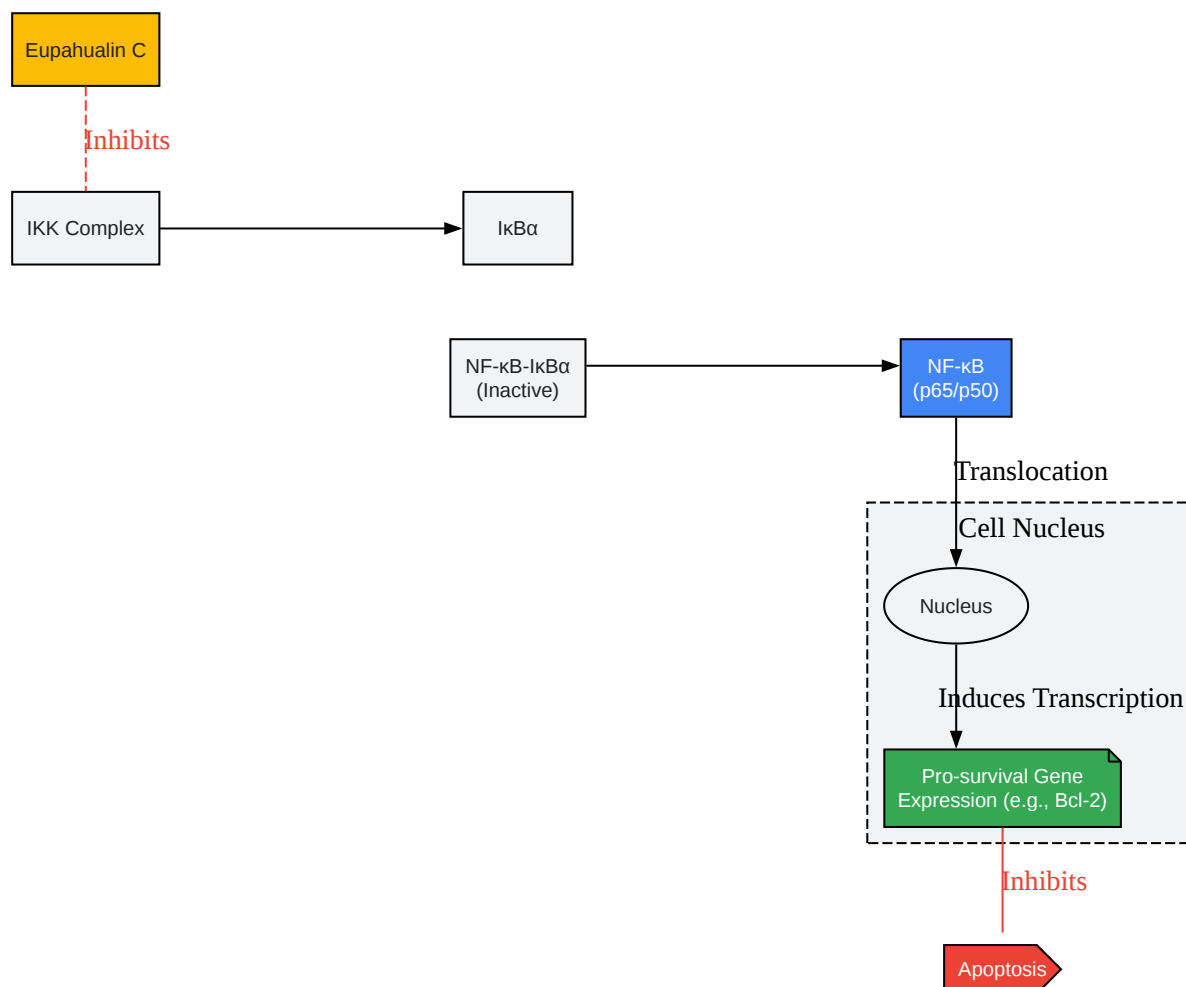 Eupahualin C
Inhibits
IKK Complex
IκBα
NF-κB-IκBα
(Inactive)
NF-κB
(p65/p50)
Translocation
Cell Nucleus
Nucleus
Induces Transcription
Pro-survival Gene
Expression (e.g., Bcl-2)
Inhibits
Apoptosis